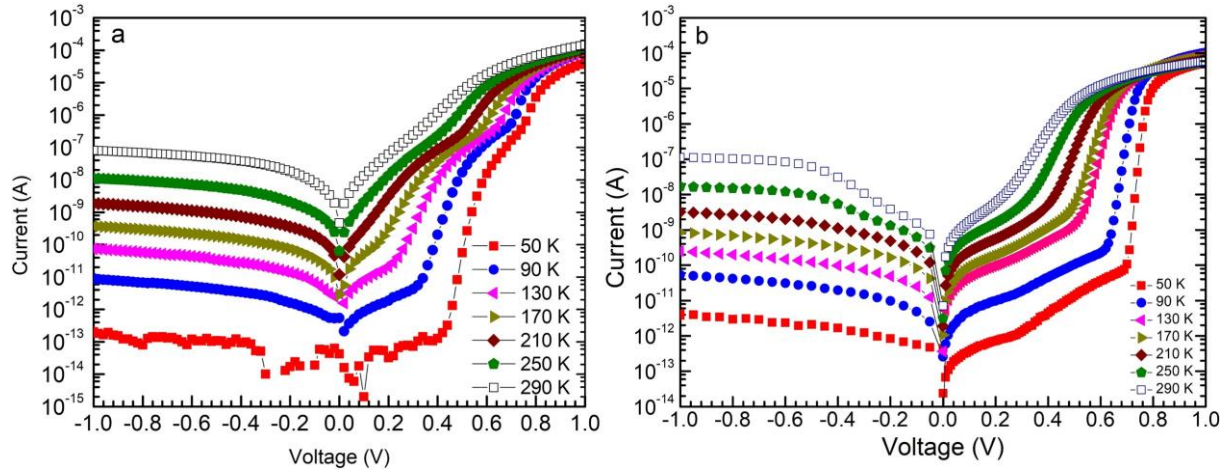 a
10⁻³
10⁻⁴
10⁻⁵
10⁻⁶
10⁻⁷
10⁻⁸
10⁻⁹
10⁻¹⁰
10⁻¹¹
10⁻¹²
10⁻¹³
10⁻¹⁴
10⁻¹⁵
Current (A)
50 K
90 K
130 K
170 K
210 K
250 K
290 K
-1.0 -0.8 -0.6 -0.4 -0.2 0.0 0.2 0.4 0.6 0.8 1.0
Voltage (V)
b
10⁻³
10⁻⁴
10⁻⁵
10⁻⁶
10⁻⁷
10⁻⁸
10⁻⁹
10⁻¹⁰
10⁻¹¹
10⁻¹²
10⁻¹³
10⁻¹⁴
Current (A)
50 K
90 K
130 K
170 K
210 K
250 K
290 K
-1.0 -0.8 -0.6 -0.4 -0.2 0.0 0.2 0.4 0.6 0.8 1.0
Voltage (V)